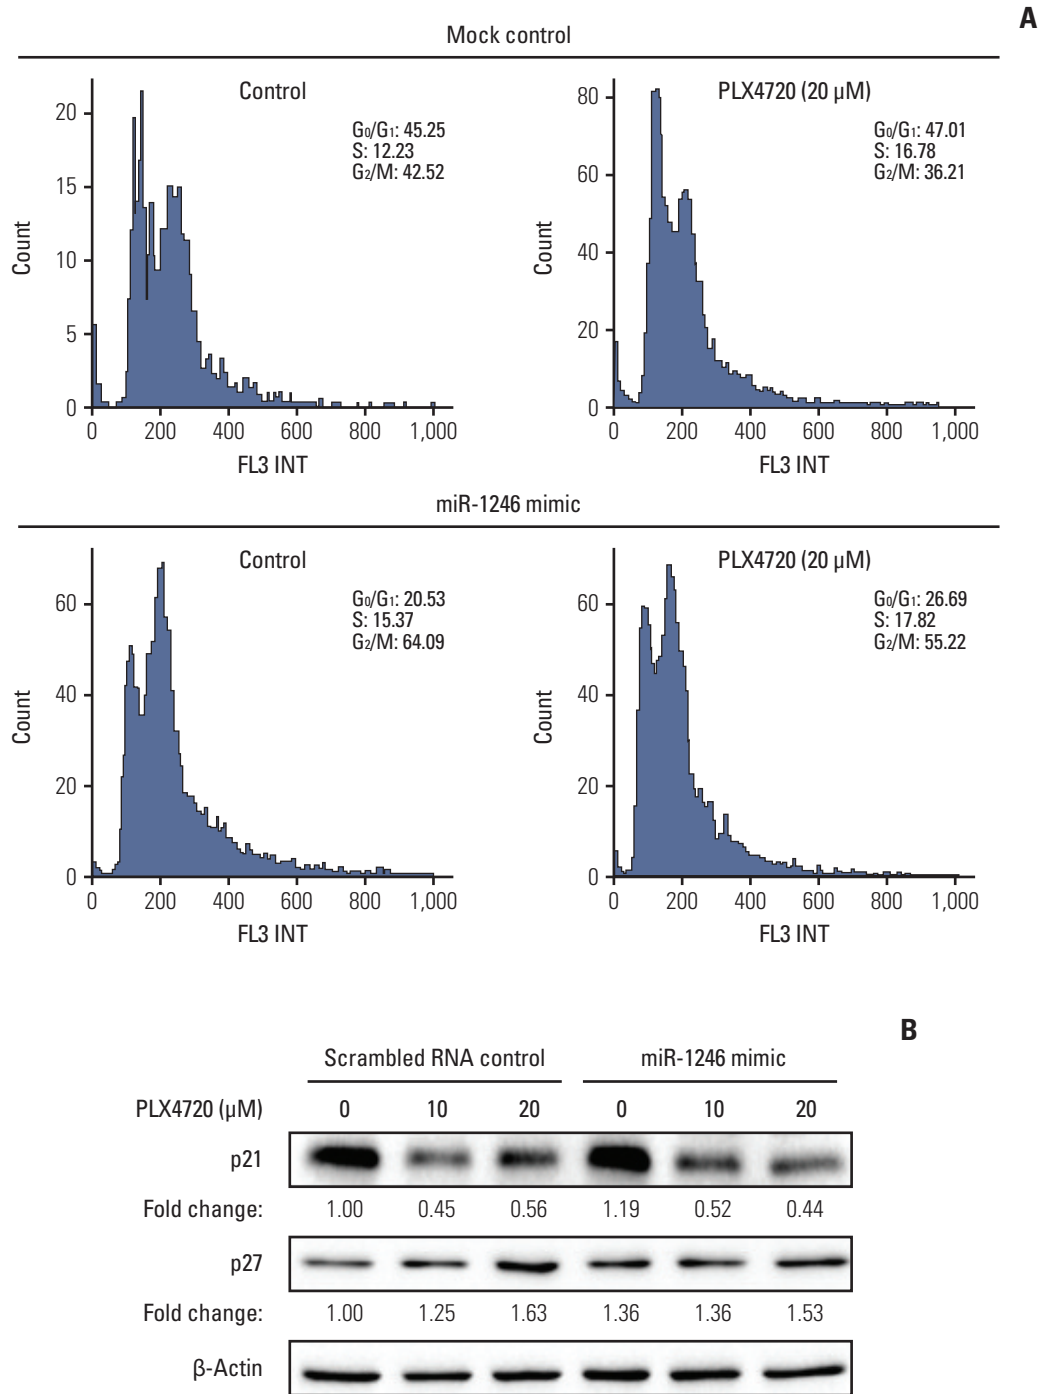 A
Mock control
Control
G0/G1: 45.25
S: 12.23
G2/M: 42.52
Count
20
15
10
5
0
0 200 400 600 800 1,000
FL3 INT
PLX4720 (20 µM)
G0/G1: 47.01
S: 16.78
G2/M: 36.21
Count
80
60
40
20
0
0 200 400 600 800 1,000
FL3 INT
miR-1246 mimic
Control
G0/G1: 20.53
S: 15.37
G2/M: 64.09
Count
60
40
20
0
0 200 400 600 800 1,000
FL3 INT
PLX4720 (20 µM)
G0/G1: 26.69
S: 17.82
G2/M: 55.22
Count
60
40
20
0
0 200 400 600 800 1,000
FL3 INT
B
Scrambled RNA control miR-1246 mimic
PLX4720 (µM) 0 10 20 0 10 20
p21
Fold change: 1.00 0.45 0.56 1.19 0.52 0.44
p27
Fold change: 1.00 1.25 1.63 1.36 1.36 1.53
β-Actin